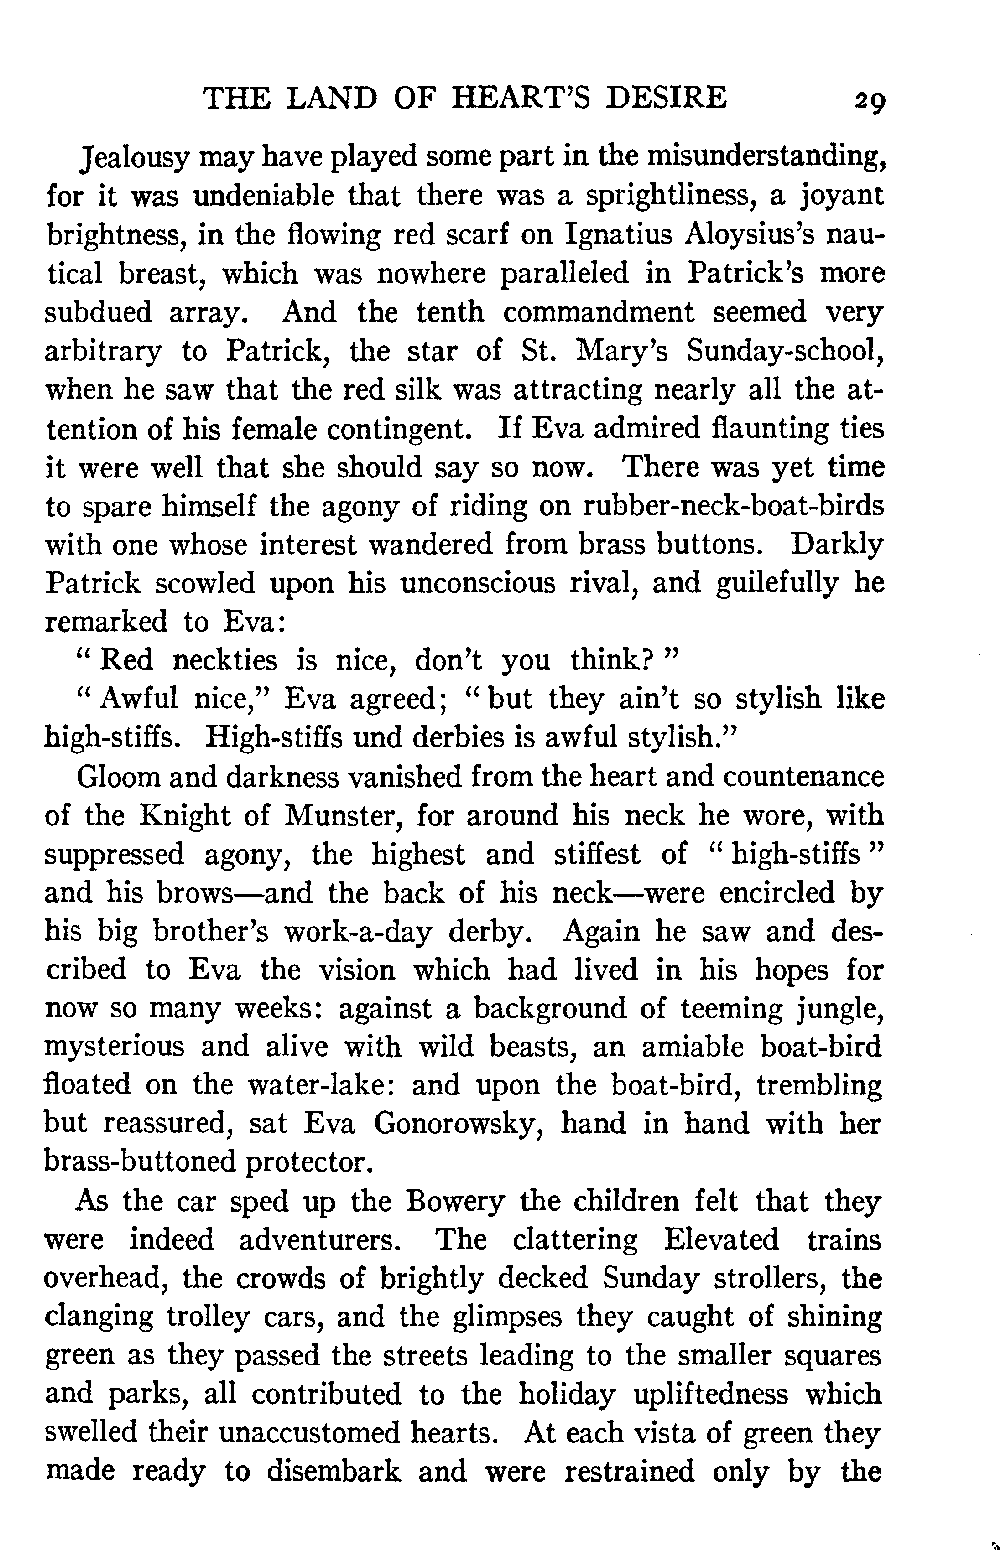 THE LAND OF HEART'S DESIRE 29
Jealousy may have played some part in the misunderstanding,
for it was undeniable that there was a sprightliness, a joyant
brightness, in the flowing red scarf on Ignatius Aloysius's nau-
tical breast, which was nowhere paralleled in Patrick's more
subdued array. And the tenth commandment seemed very
arbitrary to Patrick, the star of St. Mary's Sunday-school,
when he saw that the red silk was attracting nearly all the at-
tention of his female contingent. If Eva admired flaunting ties
it were well that she should say so now. There was yet time
to spare himself the agony of riding on rubber-neck-boat-birds
with one whose interest wandered from brass buttons. Darkly
Patrick scowled upon his unconscious rival, and guilefully he
remarked to Eva:
" Red neckties is nice, don't you think? "
" Awful nice," Eva agreed; " but they ain't so stylish like
high-stiffs. High-stiffs und derbies is awful stylish."
Gloom and darkness vanished from the heart and countenance
of the Knight of Munster, for around his neck he wore, with
suppressed agony, the highest and stiffest of " high-stiffs "
and his brows—and the back of his neck—were encircled by
his big brother's work-a-day derby. Again he saw and des-
cribed to Eva the vision which had lived in his hopes for
now so many weeks: against a background of teeming jungle,
mysterious and alive with wild beasts, an amiable boat-bird
floated on the water-lake: and upon the boat-bird, trembling
but reassured, sat Eva Gonorowsky, hand in hand with her
brass-buttoned protector.
As the car sped up the Bowery the children felt that they
were indeed adventurers. The clattering Elevated trains
overhead, the crowds of brightly decked Sunday strollers, the
clanging trolley cars, and the glimpses they caught of shining
green as they passed the streets leading to the smaller squares
and parks, all contributed to the holiday upliftedness which
swelled their unaccustomed hearts. At each vista of green they
made ready to disembark and were restrained only by the